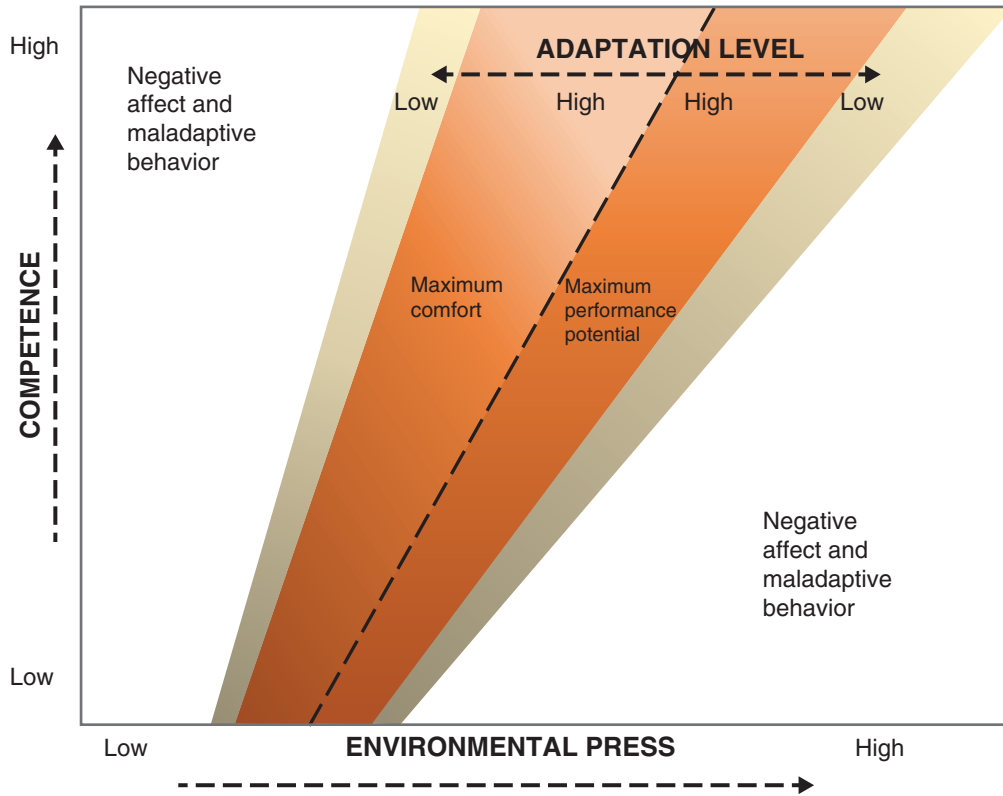 High
Negative
affect and
maladaptive
behavior
ADAPTATION LEVEL
Low
High
High
Low
COMPETENCE
Maximum
comfort
Maximum
performance
potential
Negative
affect and
maladaptive
behavior
Low
Low
ENVIRONMENTAL PRESS
High